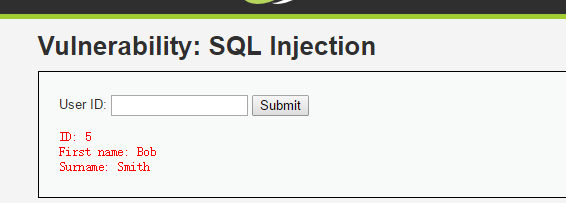 Vulnerability: SQL Injection
User ID: Submit
ID: 5
First name: Bob
Surname: Smith